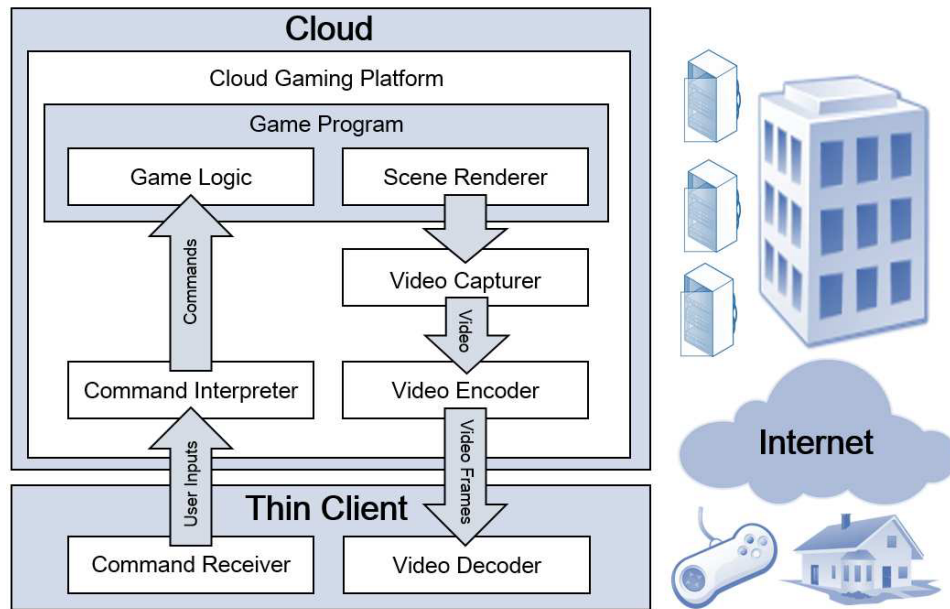 Cloud
Cloud Gaming Platform
Game Program
Game Logic
Scene Renderer
Commands
Video Capturer
Video
Command Interpreter
Video Encoder
User Inputs
Video Frames
Thin Client
Command Receiver
Video Decoder
Internet